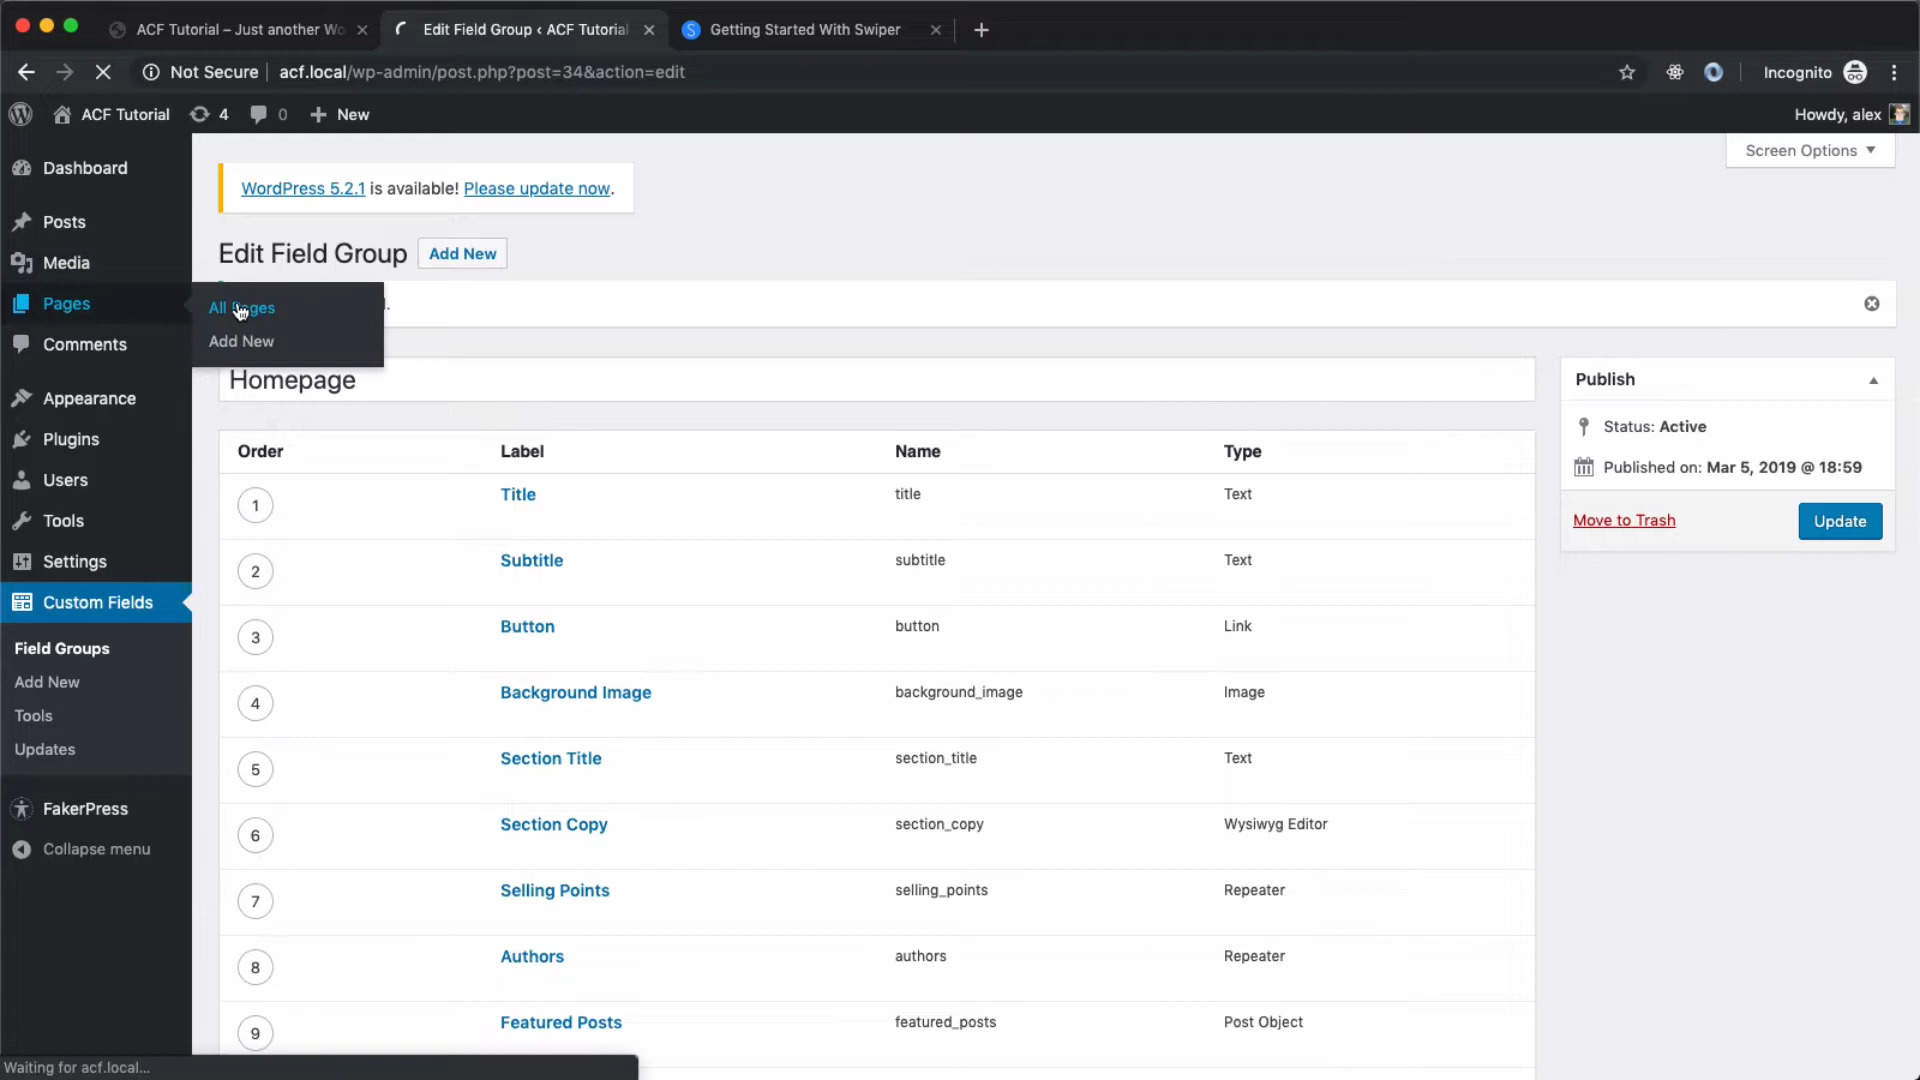 ACF Tutorial – Just another Wo
Edit Field Group ‹ ACF Tutorial
Getting Started With Swiper
Not Secure
acf.local/wp-admin/post.php?post=34&action=edit
Incognito
ACF Tutorial
4
0
New
Howdy, alex
Screen Options
Dashboard
Posts
Media
Pages
All Pages
Add New
Comments
Appearance
Plugins
Users
Tools
Settings
Custom Fields
Field Groups
Add New
Tools
Updates
FakerPress
Collapse menu
WordPress 5.2.1 is available! Please update now.
Edit Field Group
Add New
Homepage
Order Label Name Type
1 Title title Text
2 Subtitle subtitle Text
3 Button button Link
4 Background Image background_image Image
5 Section Title section_title Text
6 Section Copy section_copy Wysiwyg Editor
7 Selling Points selling_points Repeater
8 Authors authors Repeater
9 Featured Posts featured_posts Post Object
Publish
Status: Active
Published on: Mar 5, 2019 @ 18:59
Move to Trash
Update
Waiting for acf.local...